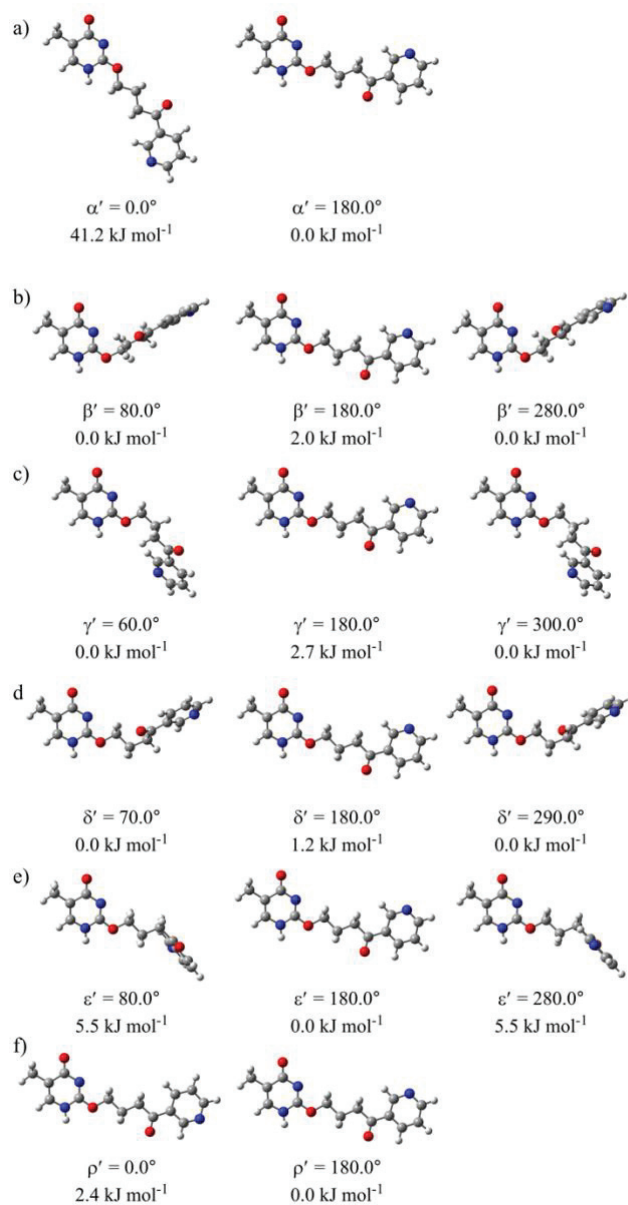 a)
α′ = 0.0° α′ = 180.0°
41.2 kJ mol⁻¹ 0.0 kJ mol⁻¹
b)
β′ = 80.0° β′ = 180.0° β′ = 280.0°
0.0 kJ mol⁻¹ 2.0 kJ mol⁻¹ 0.0 kJ mol⁻¹
c)
γ′ = 60.0° γ′ = 180.0° γ′ = 300.0°
0.0 kJ mol⁻¹ 2.7 kJ mol⁻¹ 0.0 kJ mol⁻¹
d
δ′ = 70.0° δ′ = 180.0° δ′ = 290.0°
0.0 kJ mol⁻¹ 1.2 kJ mol⁻¹ 0.0 kJ mol⁻¹
e)
ε′ = 80.0° ε′ = 180.0° ε′ = 280.0°
5.5 kJ mol⁻¹ 0.0 kJ mol⁻¹ 5.5 kJ mol⁻¹
f)
ρ′ = 0.0° ρ′ = 180.0°
2.4 kJ mol⁻¹ 0.0 kJ mol⁻¹